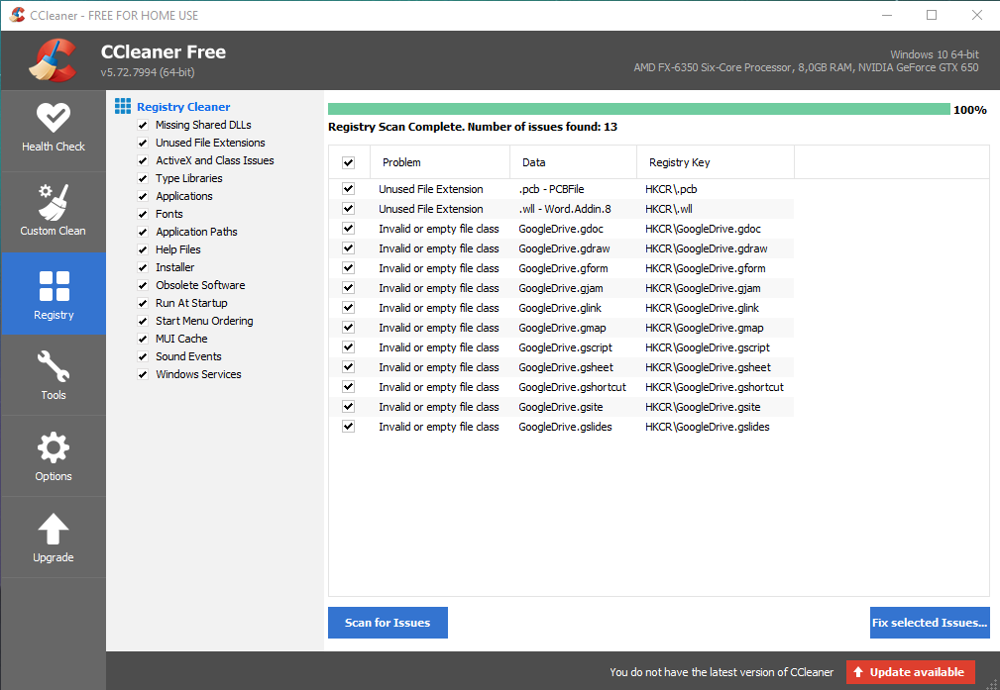 CCleaner - FREE FOR HOME USE
CCleaner Free
v5.72.7994 (64-bit)
Windows 10 64-bit
AMD FX-6350 Six-Core Processor, 8,0GB RAM, NVIDIA GeForce GTX 650
Health Check
Custom Clean
Registry
Tools
Options
Upgrade
Registry Cleaner
Missing Shared DLLs
Unused File Extensions
ActiveX and Class Issues
Type Libraries
Applications
Fonts
Application Paths
Help Files
Installer
Obsolete Software
Run At Startup
Start Menu Ordering
MUI Cache
Sound Events
Windows Services
100%
Registry Scan Complete. Number of issues found: 13
Problem Data Registry Key
Unused File Extension .pcb - PCBFile HKCR\.pcb
Unused File Extension .wll - Word.Addin.8 HKCR\.wll
Invalid or empty file class GoogleDrive.gdoc HKCR\GoogleDrive.gdoc
Invalid or empty file class GoogleDrive.gdraw HKCR\GoogleDrive.gdraw
Invalid or empty file class GoogleDrive.gform HKCR\GoogleDrive.gform
Invalid or empty file class GoogleDrive.gjam HKCR\GoogleDrive.gjam
Invalid or empty file class GoogleDrive.glink HKCR\GoogleDrive.glink
Invalid or empty file class GoogleDrive.gmap HKCR\GoogleDrive.gmap
Invalid or empty file class GoogleDrive.gscript HKCR\GoogleDrive.gscript
Invalid or empty file class GoogleDrive.gsheet HKCR\GoogleDrive.gsheet
Invalid or empty file class GoogleDrive.gshortcut HKCR\GoogleDrive.gshortcut
Invalid or empty file class GoogleDrive.gsite HKCR\GoogleDrive.gsite
Invalid or empty file class GoogleDrive.gslides HKCR\GoogleDrive.gslides
Scan for Issues
Fix selected Issues...
You do not have the latest version of CCleaner
Update available